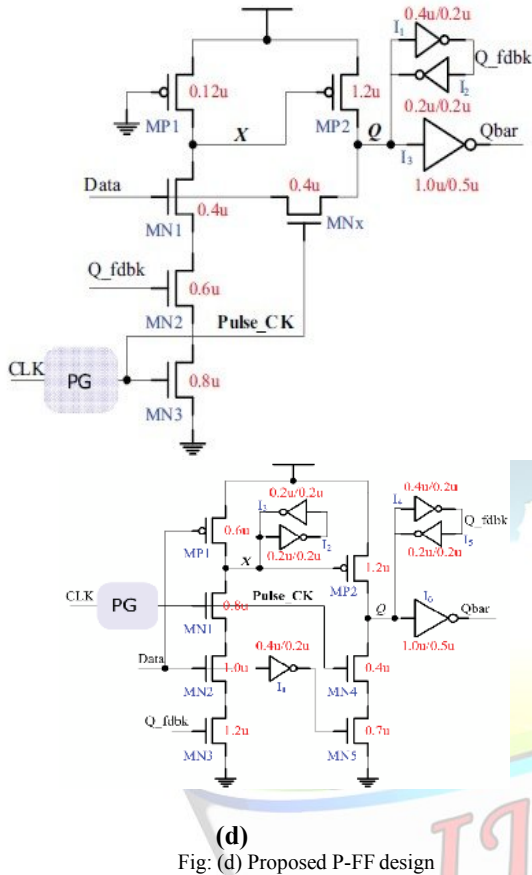 0.4u/0.2u
I1
Q_fdbk
I2
0.2u/0.2u
0.12u
MP1
X
1.2u
MP2
Q
Qbar
I3
1.0u/0.5u
Data
0.4u
MN1
0.4u
MNx
Q_fdbk
0.6u
MN2
Pulse_CK
CLK
PG
0.8u
MN3
0.2u/0.2u
0.4u/0.2u
Q_fdbk
I5
0.2u/0.2u
MP1
0.6u
I2
0.2u/0.2u
X
1.2u
MP2
CLK
PG
0.8u
MN1
Pulse_CK
Q
I6
Qbar
1.0u/0.5u
Data
1.0u
MN2
0.4u/0.2u
0.4u
MN4
Q_fdbk
1.2u
MN3
0.7u
MN5
(d)
Fig: (d) Proposed P-FF design